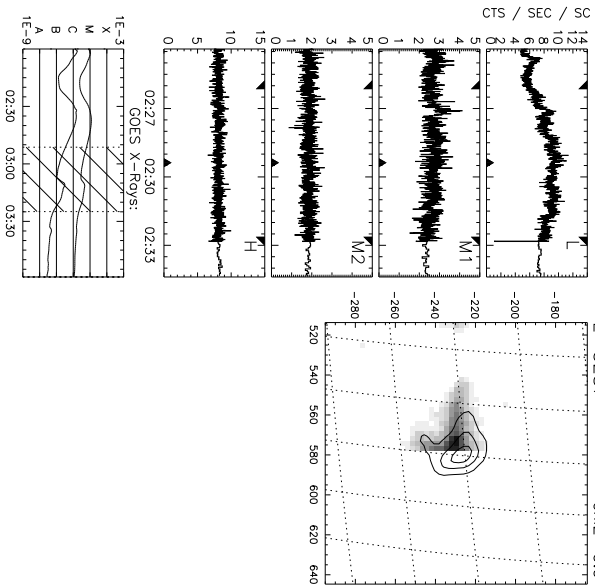 CTS / SEC / SC
0 2 4 6 8 10 12 14
L
0 1 2 3 4 5
M1
0 1 2 3 4 5
M2
0 5 10 15
H
02:27 02:30 02:33
GOES X-Rays:
1E-3
X
M
C
B
A
1E-9
02:30 03:00 03:30
-180
-200
-220
-240
-260
-280
520 540 560 580 600 620 640